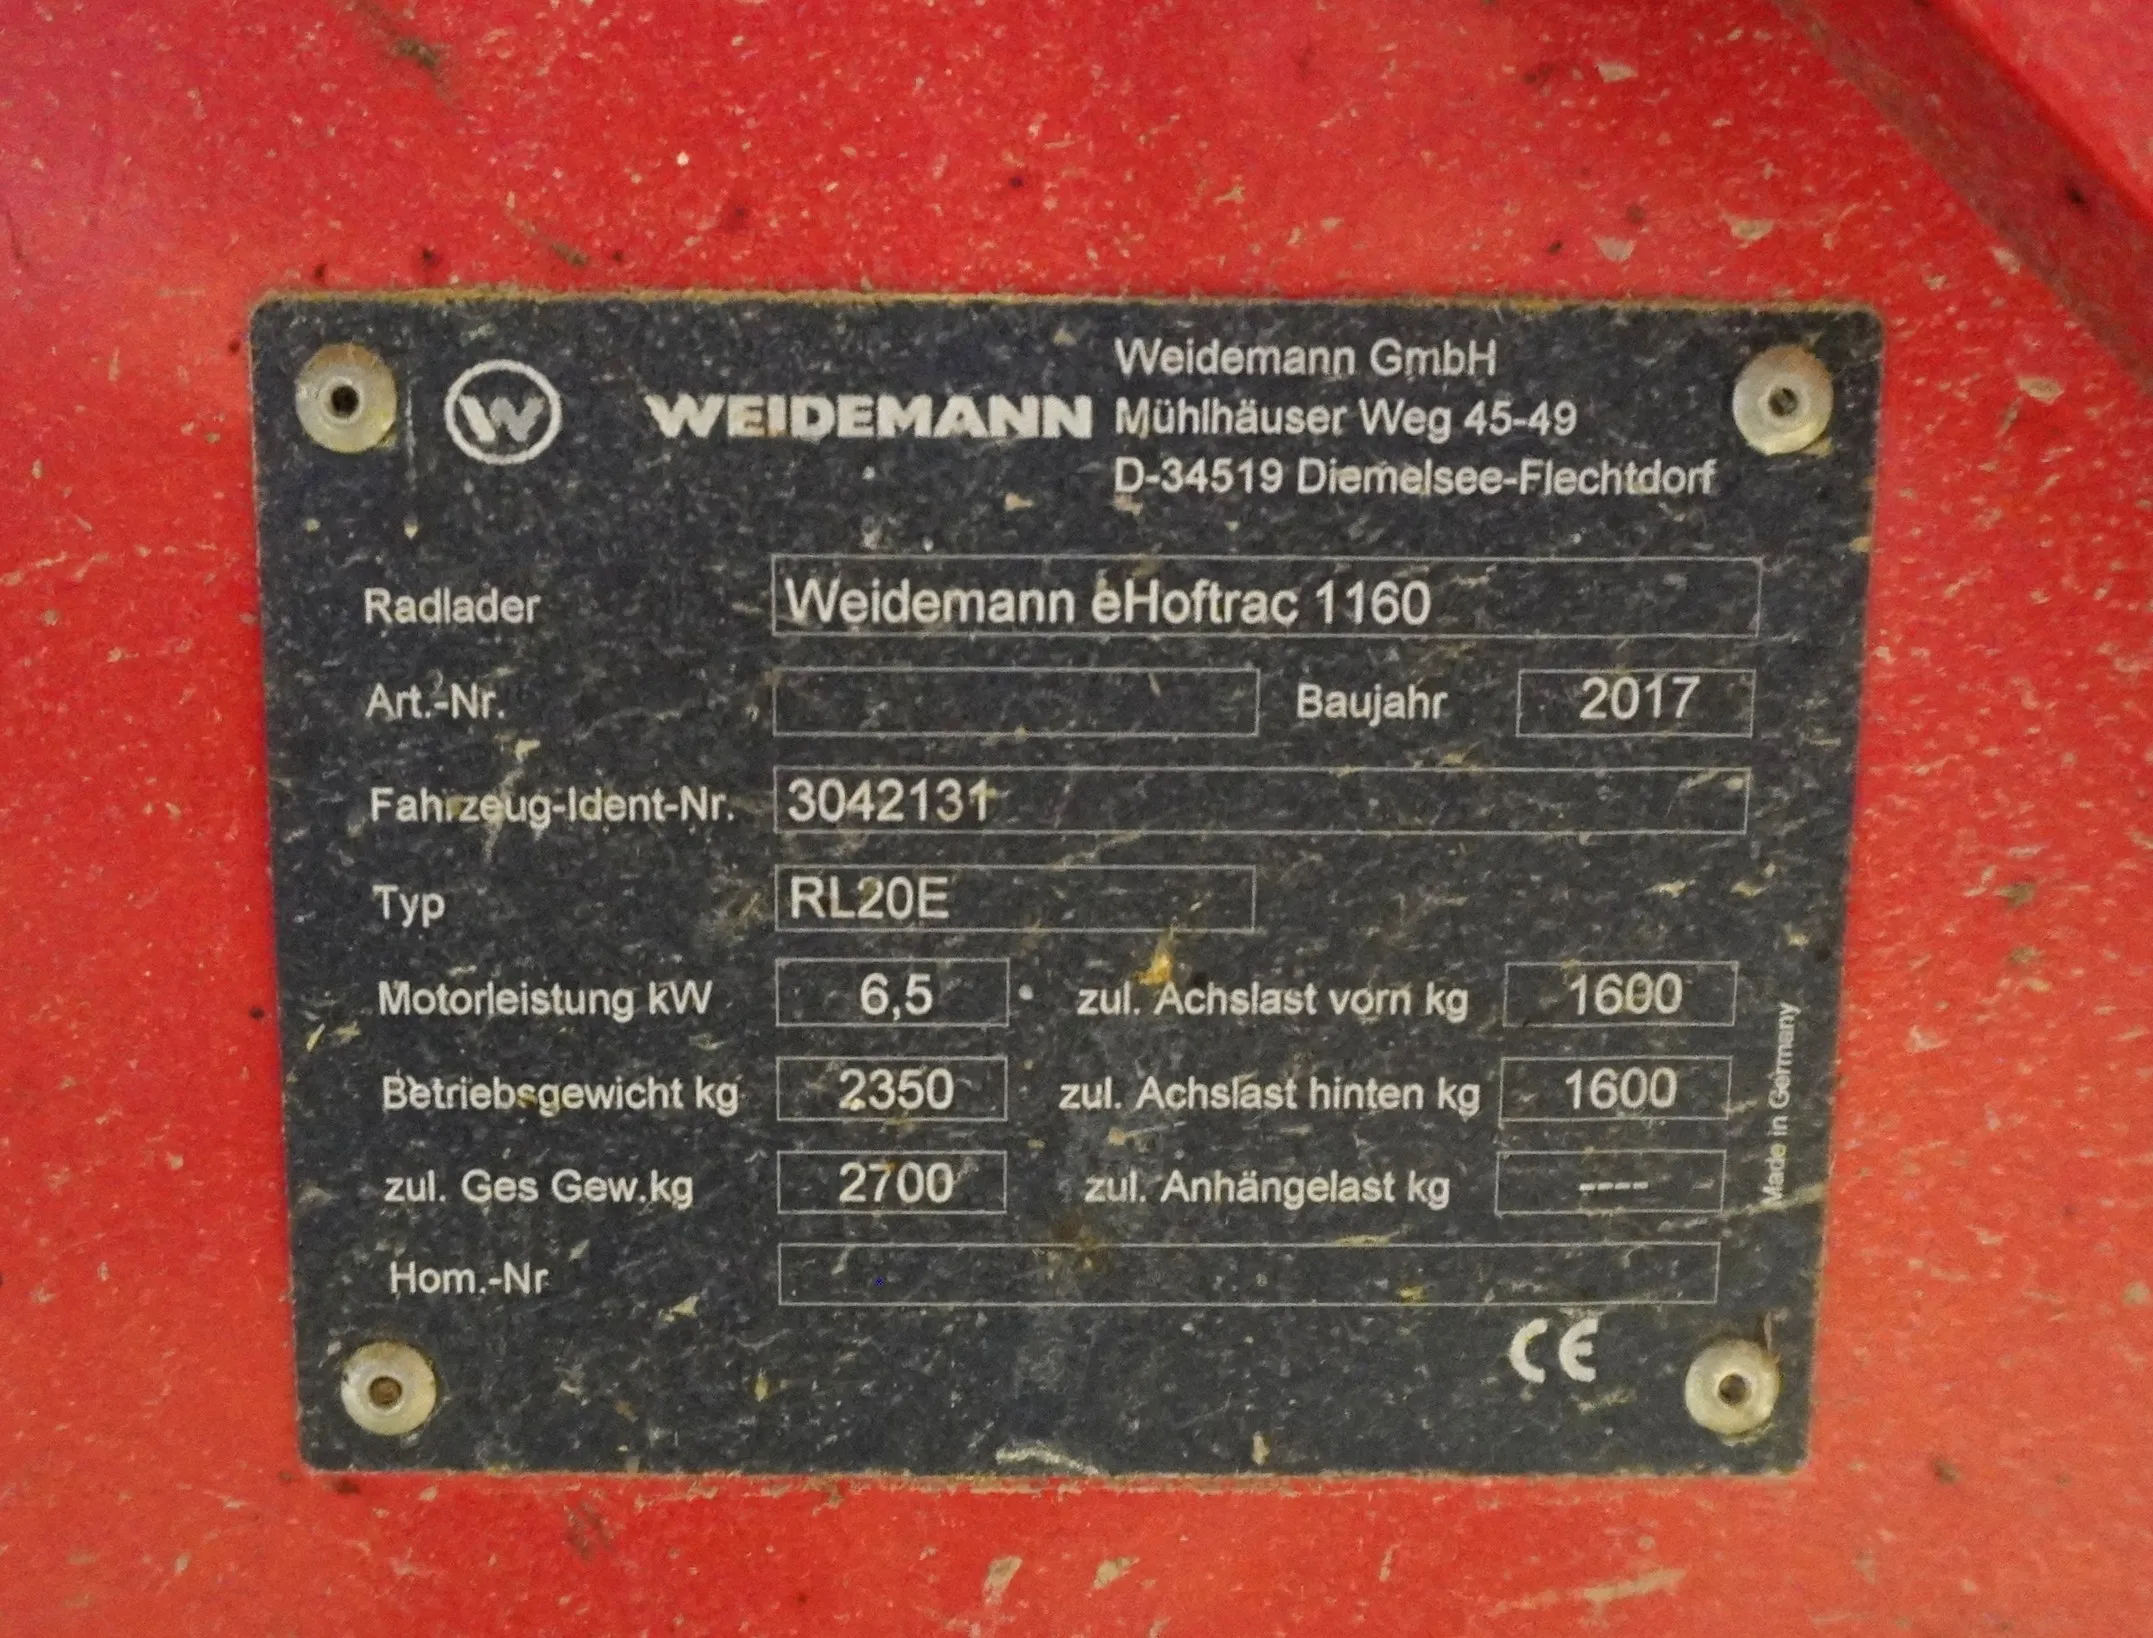 W WEIDEMANN
Weidemann GmbH
Mühlhäuser Weg 45-49
D-34519 Diemelsee-Flechtdorf
Radlader Weidemann eHoftrac 1160
Art.-Nr. Baujahr 2017
Fahrzeug-Ident-Nr. 3042131
Typ RL20E
Motorleistung kW 6,5 zul. Achslast vorn kg 1600
Betriebsgewicht kg 2350 zul. Achslast hinten kg 1600
zul. Ges Gew.kg 2700 zul. Anhängelast kg ----
Hom.-Nr
Made in Germany
CE